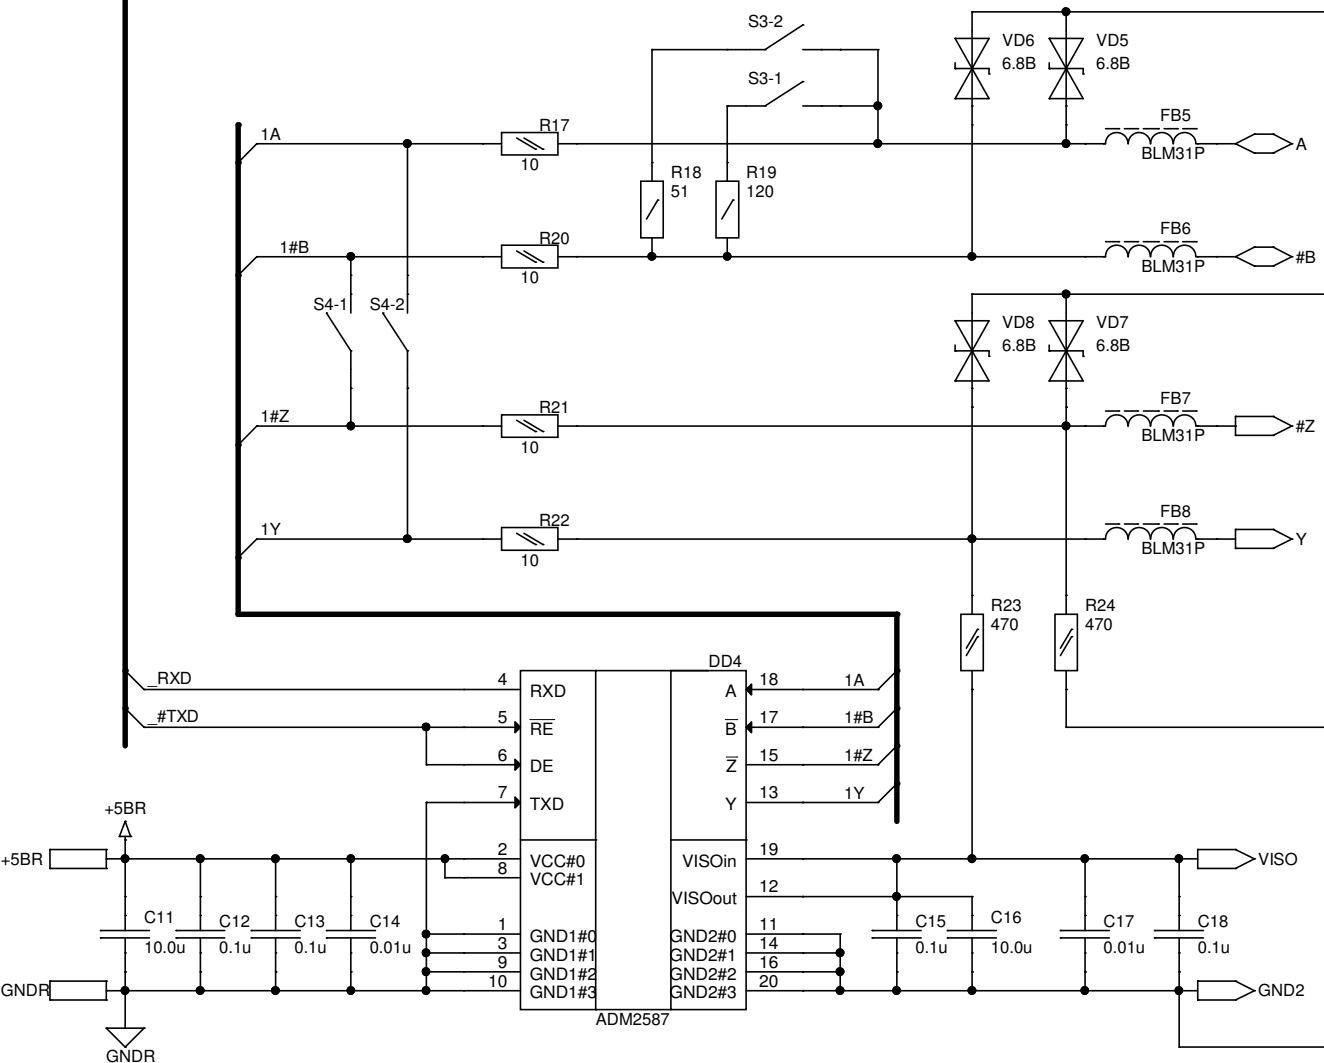 S3-2
VD6
6.8В
VD5
6.8В
S3-1
FB5
1A
R17
10
BLM31P
A
R18
51
R19
120
FB6
1#B
R20
10
BLM31P
#B
S4-1
S4-2
VD8
6.8В
VD7
6.8В
FB7
1#Z
R21
10
BLM31P
#Z
FB8
1Y
R22
10
BLM31P
Y
R23
470
R24
470
DD4
_RXD
4
RXD
A
18
1A
_#TXD
5
RE
B
17
1#B
6
DE
Z
15
1#Z
7
TXD
Y
13
1Y
+5BR
+5BR
2
VCC#0
VISOin
19
VISO
8
VCC#1
VISOout
12
C11
10.0u
C12
0.1u
C13
0.1u
C14
0.01u
1
GND1#0
GND2#0
11
3
GND1#1
GND2#1
14
9
GND1#2
GND2#2
16
10
GND1#3
GND2#3
20
C15
0.1u
C16
10.0u
C17
0.01u
C18
0.1u
GNDR
GND2
ADM2587
GNDR